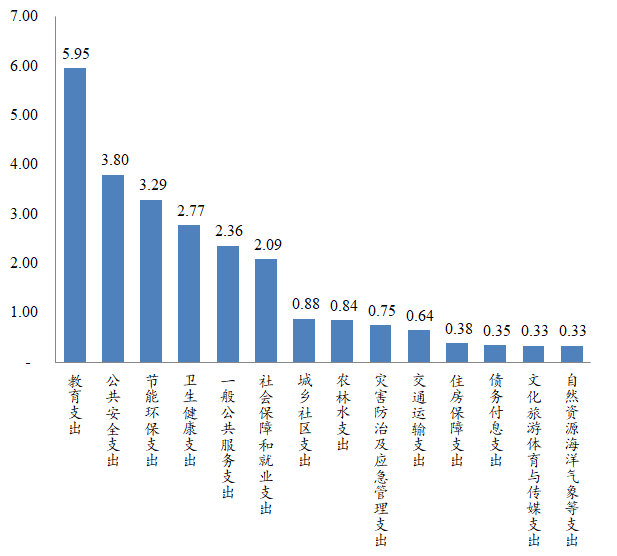 7.00
6.00
5.00
4.00
3.00
2.00
1.00
-
5.95
3.80
3.29
2.77
2.36
2.09
0.88
0.84
0.75
0.64
0.38
0.35
0.33
0.33
教育支出
公共安全支出
节能环保支出
卫生健康支出
一般公共服务支出
社会保障和就业支出
城乡社区支出
农林水支出
灾害防治及应急管理支出
交通运输支出
住房保障支出
债务付息支出
文化旅游体育与传媒支出
自然资源海洋气象等支出